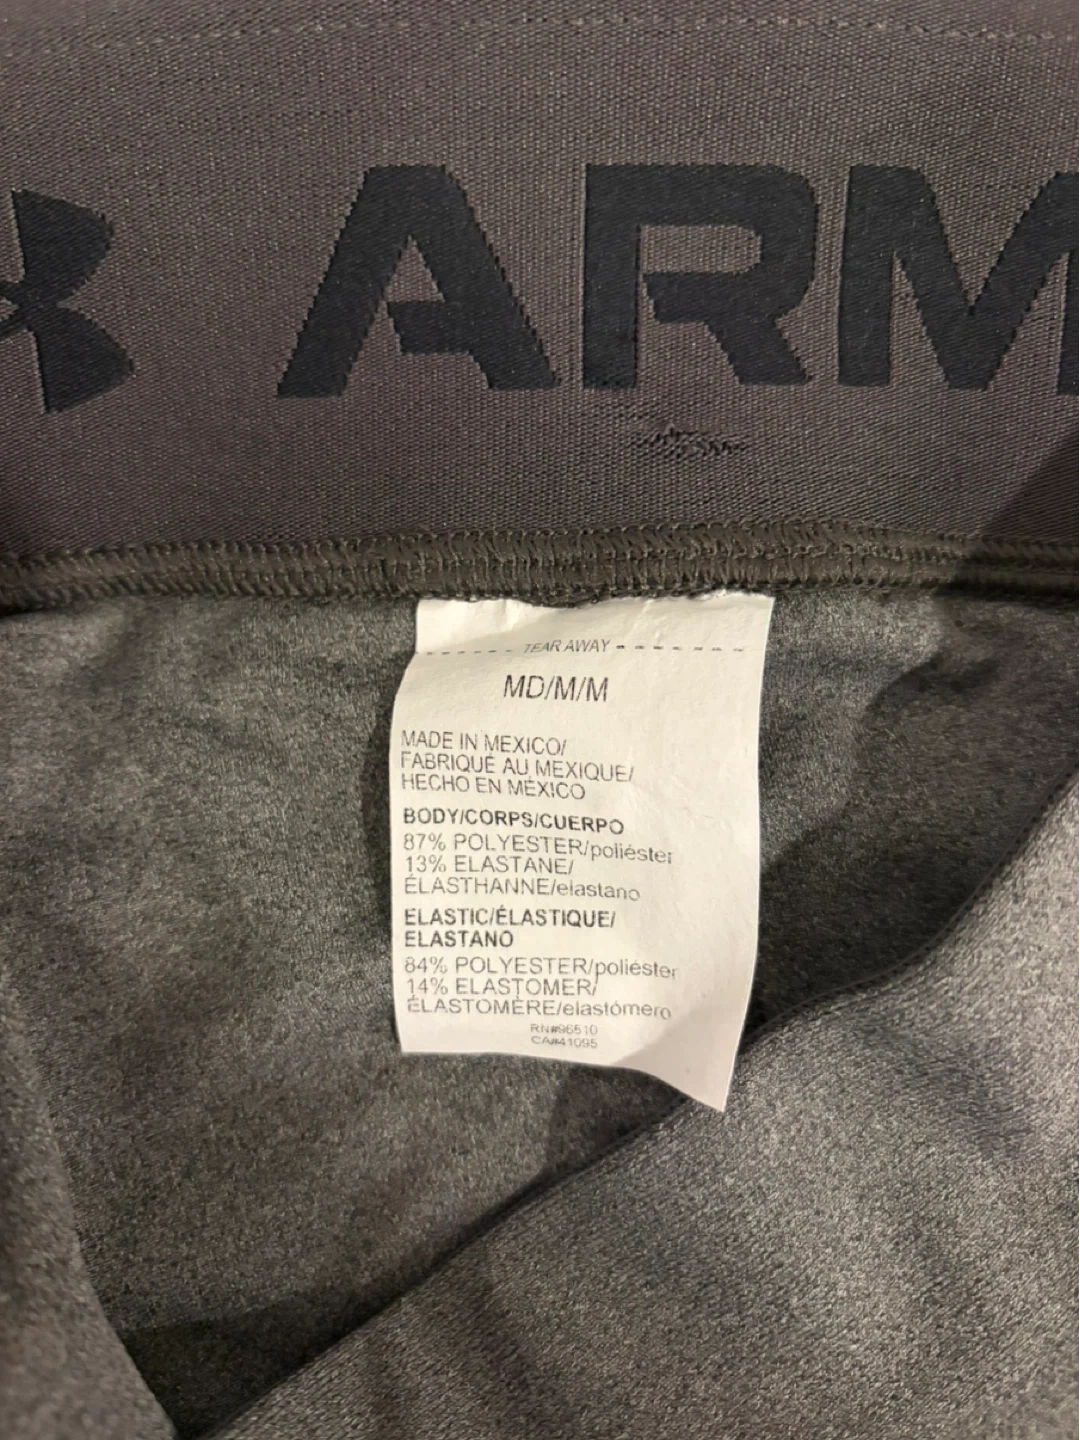 ARM
TEAR AWAY
MD/M/M
MADE IN MEXICO/
FABRIQUÉ AU MEXIQUE/
HECHO EN MÉXICO
BODY/CORPS/CUERPO
87% POLYESTER/poliéster
13% ELASTANE/
ÉLASTHANNE/elastano
ELASTIC/ÉLASTIQUE/
ELASTANO
84% POLYESTER/poliéster
14% ELASTOMER/
ÉLASTOMÈRE/elastómero
RN#96510
CA#41095